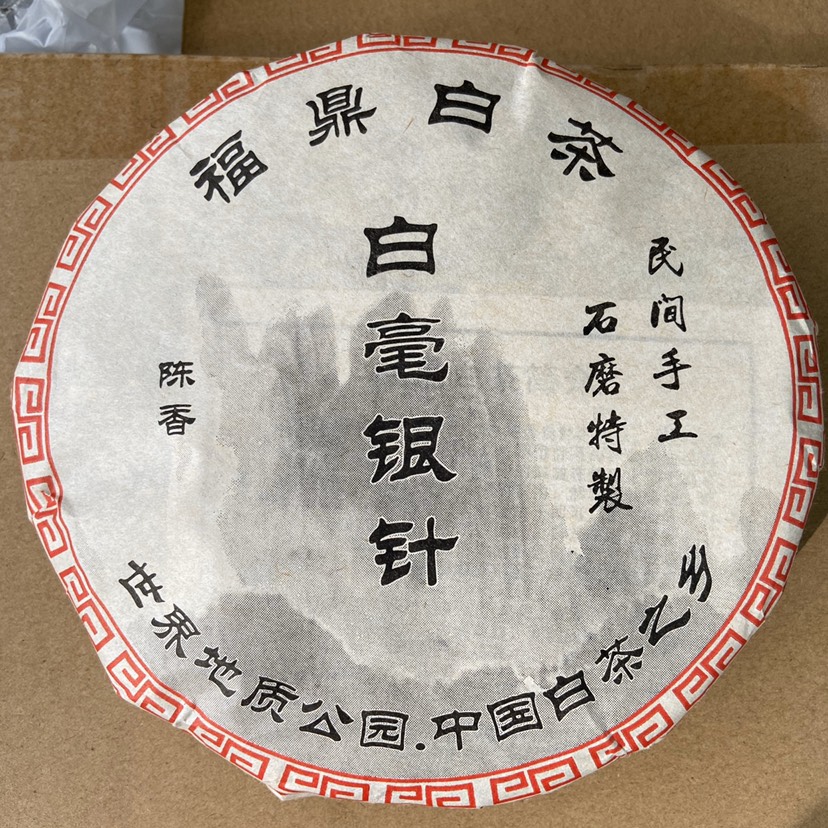 福鼎白茶
白毫银针
民间手工
石磨特製
陈香
世界地质公园.中国白茶之乡